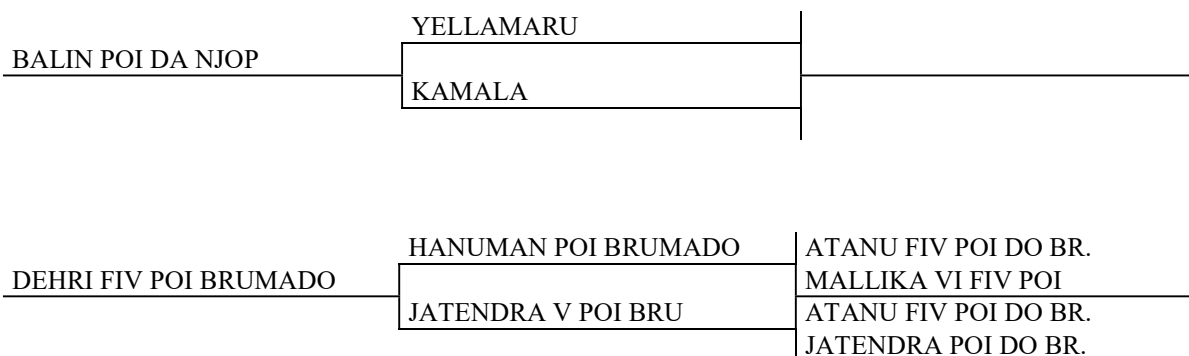 YELLAMARU
BALIN POI DA NJOP
KAMALA
HANUMAN POI BRUMADO
ATANU FIV POI DO BR.
DEHRI FIV POI BRUMADO
MALLIKA VI FIV POI
JATENDRA V POI BRU
ATANU FIV POI DO BR.
JATENDRA POI DO BR.